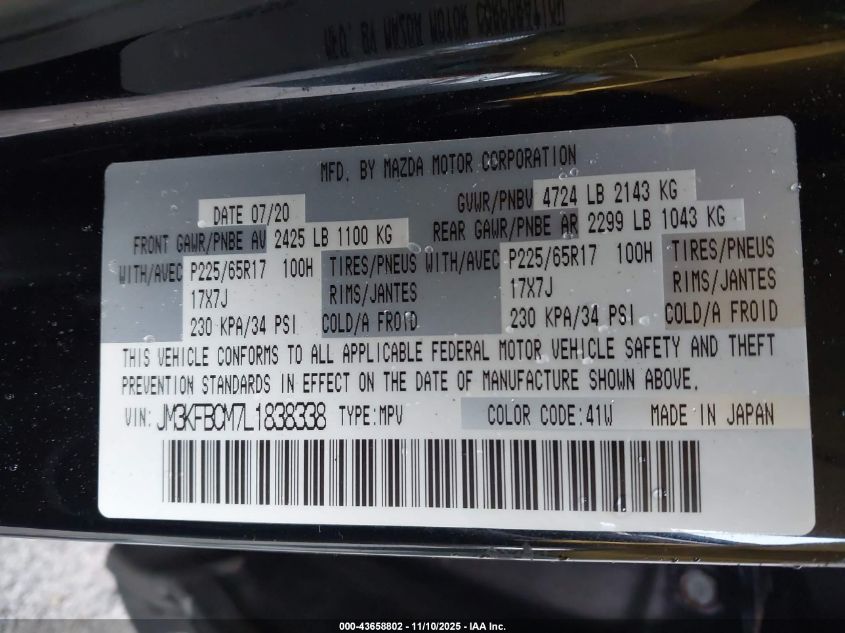 MFD. BY MAZDA MOTOR CORPORATION
DATE 07/20 GVWR/PNBV 4724 LB 2143 KG
FRONT GAWR/PNBE AV 2425 LB 1100 KG REAR GAWR/PNBE AR 2299 LB 1043 KG
WITH/AVEC P225/65R17 100H TIRES/PNEUS WITH/AVEC P225/65R17 100H TIRES/PNEUS
17X7J RIMS/JANTES 17X7J RIMS/JANTES
230 KPA/34 PSI COLD/A FROID 230 KPA/34 PSI COLD/A FROID
THIS VEHICLE CONFORMS TO ALL APPLICABLE FEDERAL MOTOR VEHICLE SAFETY AND THEFT
PREVENTION STANDARDS IN EFFECT ON THE DATE OF MANUFACTURE SHOWN ABOVE.
VIN: JM3KFBCM7L1838338 TYPE:MPV COLOR CODE:41W MADE IN JAPAN
000-43658802 - 11/10/2025 - IAA Inc.